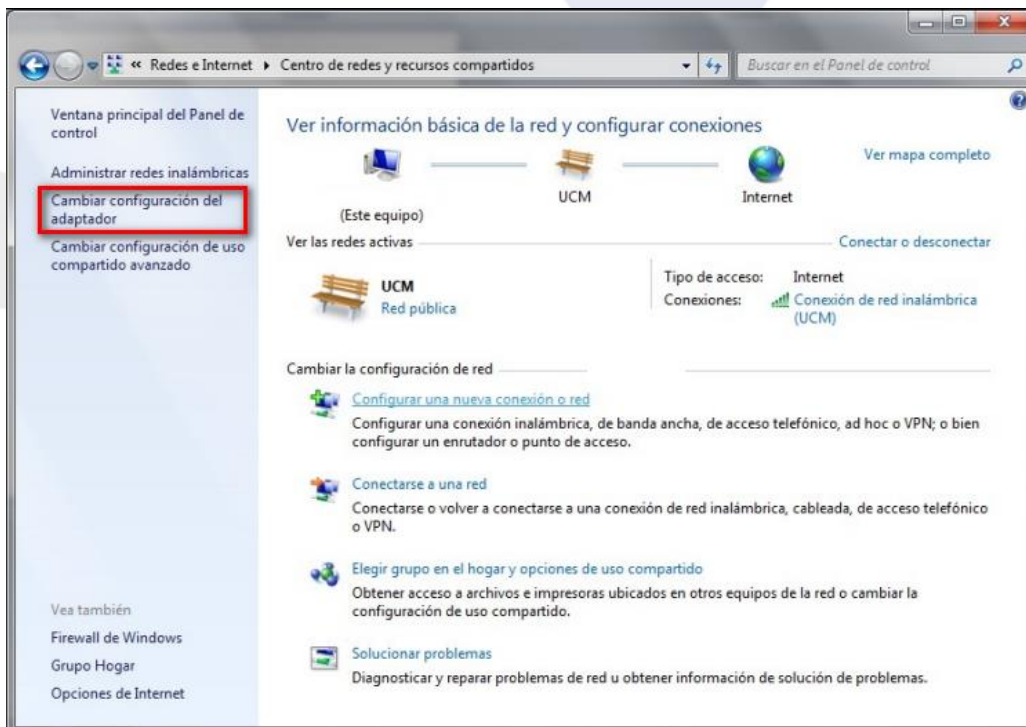 « Redes e Internet ▸ Centro de redes y recursos compartidos
Buscar en el Panel de control
Ventana principal del Panel de
control
Administrar redes inalámbricas
Cambiar configuración del
adaptador
Cambiar configuración de uso
compartido avanzado
Vea también
Firewall de Windows
Grupo Hogar
Opciones de Internet
Ver información básica de la red y configurar conexiones
Ver mapa completo
(Este equipo)
UCM
Internet
Ver las redes activas
Conectar o desconectar
UCM
Red pública
Tipo de acceso: Internet
Conexiones: Conexión de red inalámbrica
(UCM)
Cambiar la configuración de red
Configurar una nueva conexión o red
Configurar una conexión inalámbrica, de banda ancha, de acceso telefónico, ad hoc o VPN; o bien
configurar un enrutador o punto de acceso.
Conectarse a una red
Conectarse o volver a conectarse a una conexión de red inalámbrica, cableada, de acceso telefónico
o VPN.
Elegir grupo en el hogar y opciones de uso compartido
Obtener acceso a archivos e impresoras ubicados en otros equipos de la red o cambiar la
configuración de uso compartido.
Solucionar problemas
Diagnosticar y reparar problemas de red u obtener información de solución de problemas.